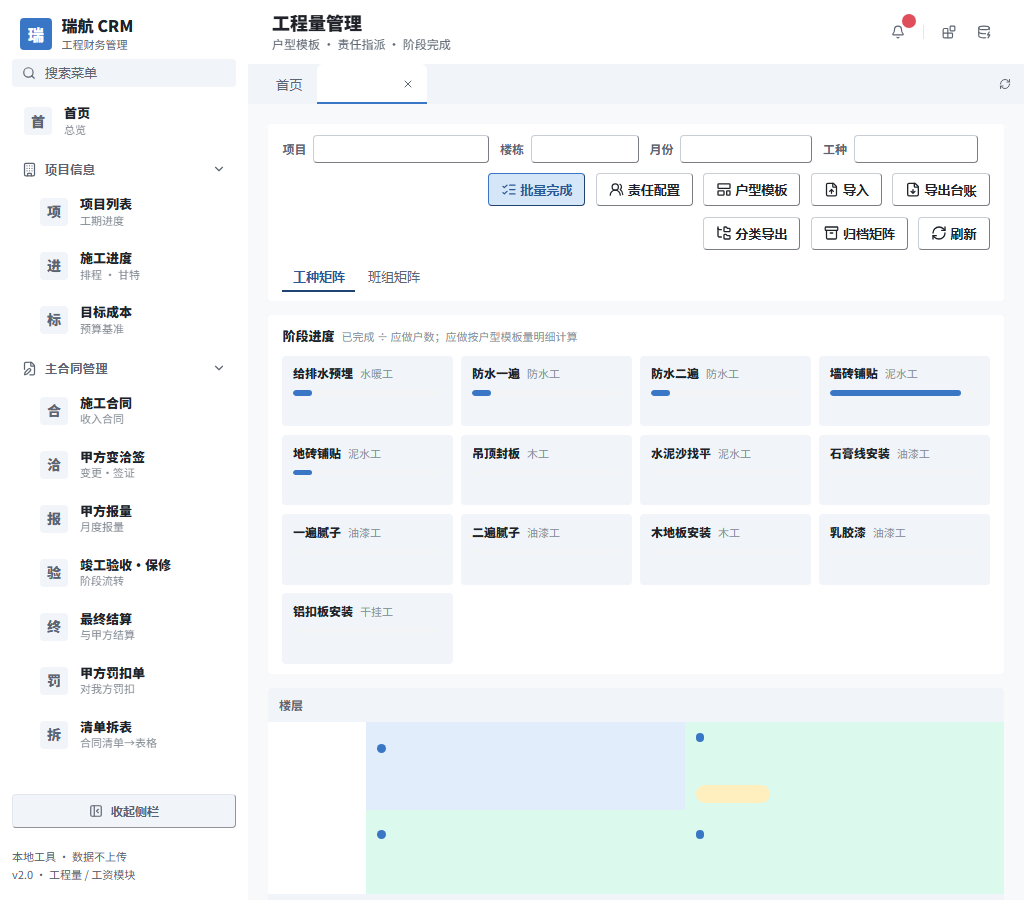 瑞
瑞航 CRM
工程财务管理
搜索菜单
首
首页
总览
项目信息
项
项目列表
工期进度
进
施工进度
排程 · 甘特
标
目标成本
预算基准
主合同管理
合
施工合同
收入合同
洽
甲方变洽签
变更·签证
报
甲方报量
月度报量
验
竣工验收·保修
阶段流转
终
最终结算
与甲方结算
罚
甲方罚扣单
对我方罚扣
拆
清单拆表
合同清单→表格
收起侧栏
本地工具 · 数据不上传
v2.0 · 工程量 / 工资模块
工程量管理
户型模板 · 责任指派 · 阶段完成
首页
项目
楼栋
月份
工种
批量完成
责任配置
户型模板
导入
导出台账
分类导出
归档矩阵
刷新
工种矩阵
班组矩阵
阶段进度 已完成 ÷ 应做户数；应做按户型模板量明细计算
给排水预埋 水暖工
防水一遍 防水工
防水二遍 防水工
墙砖铺贴 泥水工
地砖铺贴 泥水工
吊顶封板 木工
水泥沙找平 泥水工
石膏线安装 油漆工
一遍腻子 油漆工
二遍腻子 油漆工
木地板安装 木工
乳胶漆 油漆工
铝扣板安装 干挂工
楼层